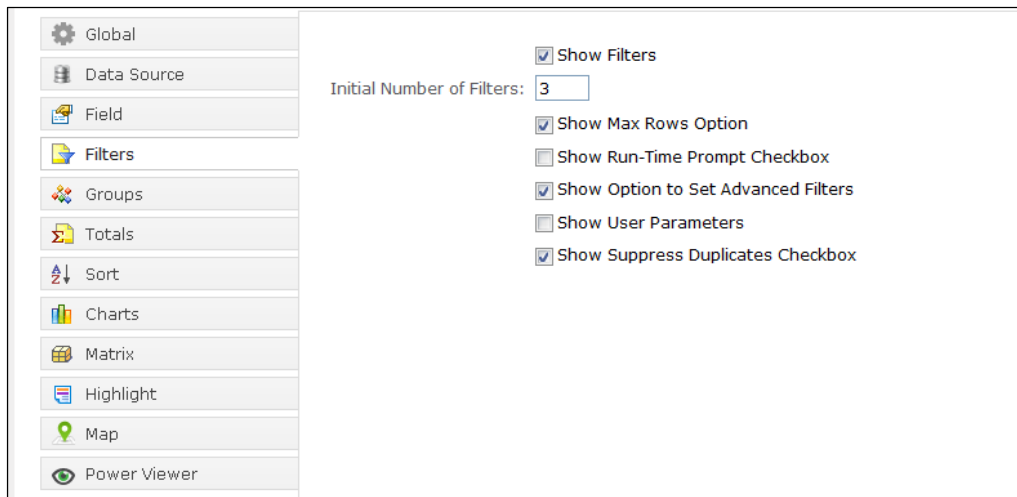 Global
Data Source
Field
Filters
Groups
Totals
Sort
Charts
Matrix
Highlight
Map
Power Viewer
Show Filters
Initial Number of Filters: 3
Show Max Rows Option
Show Run-Time Prompt Checkbox
Show Option to Set Advanced Filters
Show User Parameters
Show Suppress Duplicates Checkbox